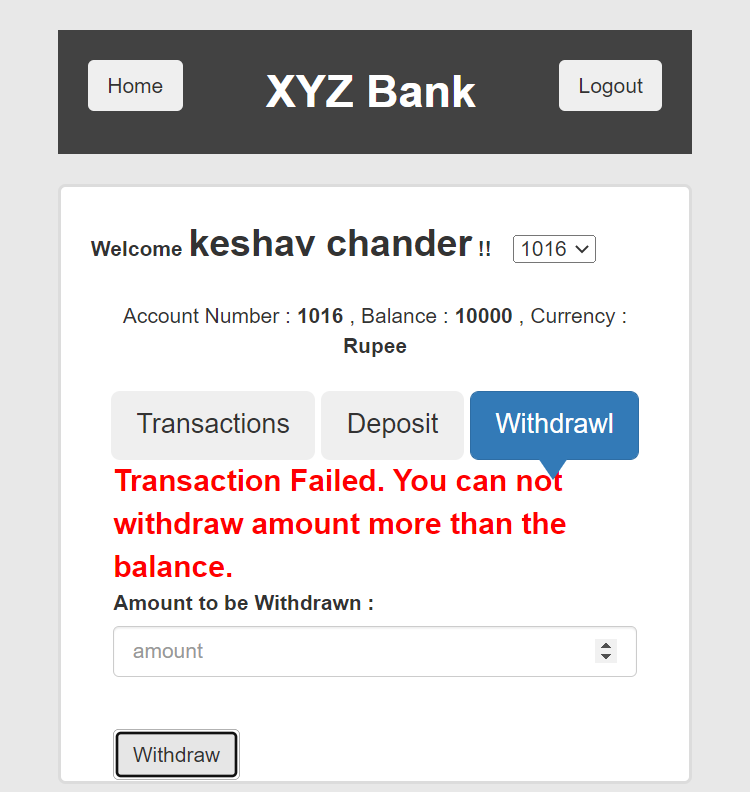 Home XYZ Bank Logout
Welcome keshav chander !! 1016
Account Number : 1016 , Balance : 10000 , Currency :
Rupee
Transactions Deposit Withdrawl
Transaction Failed. You can not
withdraw amount more than the
balance.
Amount to be Withdrawn :
amount
Withdraw